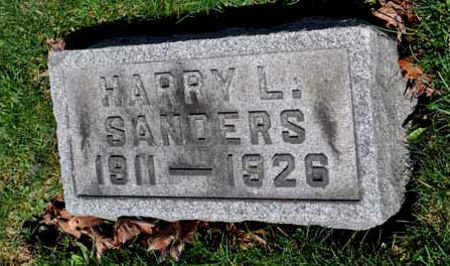 HARRY L.
SANDERS
1911 — 1926